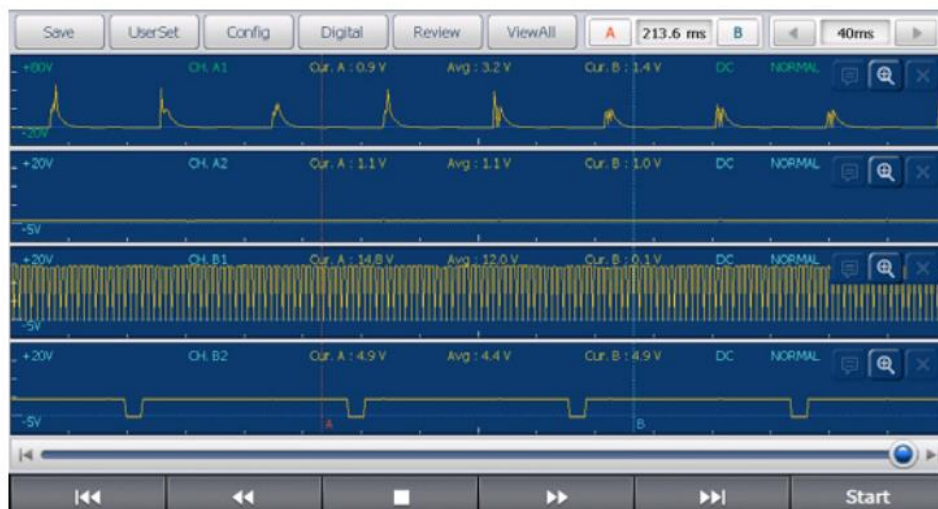 Save UserSet Config Digital Review ViewAll A 213.6 ms B 40ms
+80V CH. A1 Cur. A : 0.9 V Avg : 3.2 V Cur. B : 1.4 V DC NORMAL
-20V
+20V CH. A2 Cur. A : 1.1 V Avg : 1.1 V Cur. B : 1.0 V DC NORMAL
-5V
+20V CH. B1 Cur. A : 14.8 V Avg : 12.0 V Cur. B : 0.1 V DC NORMAL
-5V
+20V CH. B2 Cur. A : 4.9 V Avg : 4.4 V Cur. B : 4.9 V DC NORMAL
-5V A B
Start